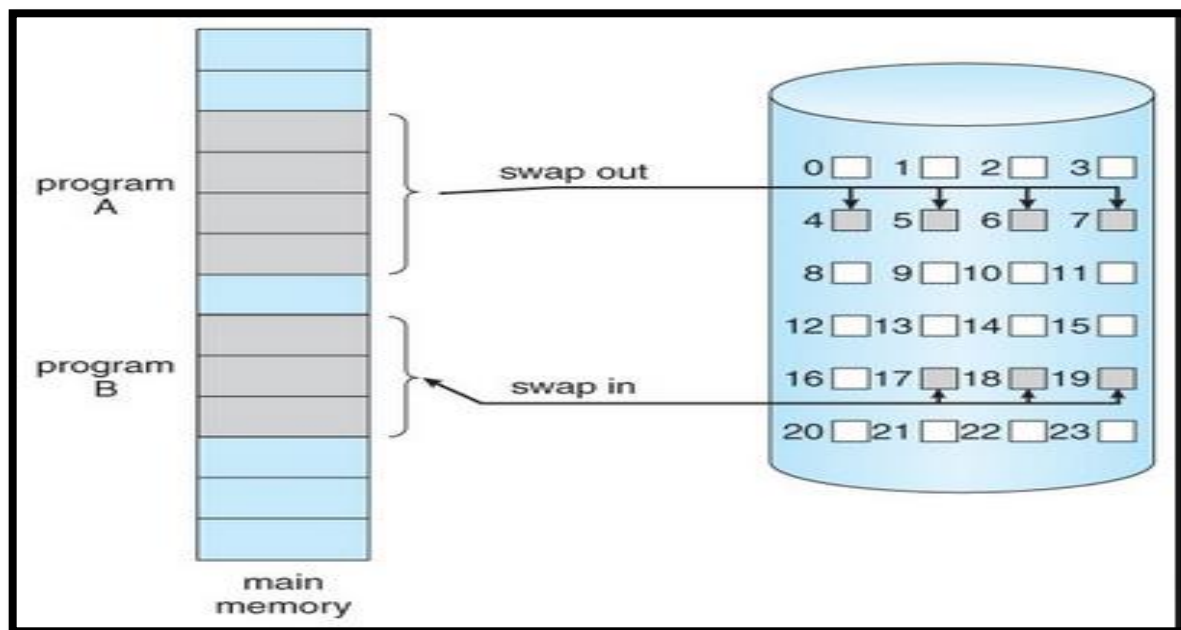 program
A
program
B
main
memory
swap out
swap in
0 1 2 3
4 5 6 7
8 9 10 11
12 13 14 15
16 17 18 19
20 21 22 23